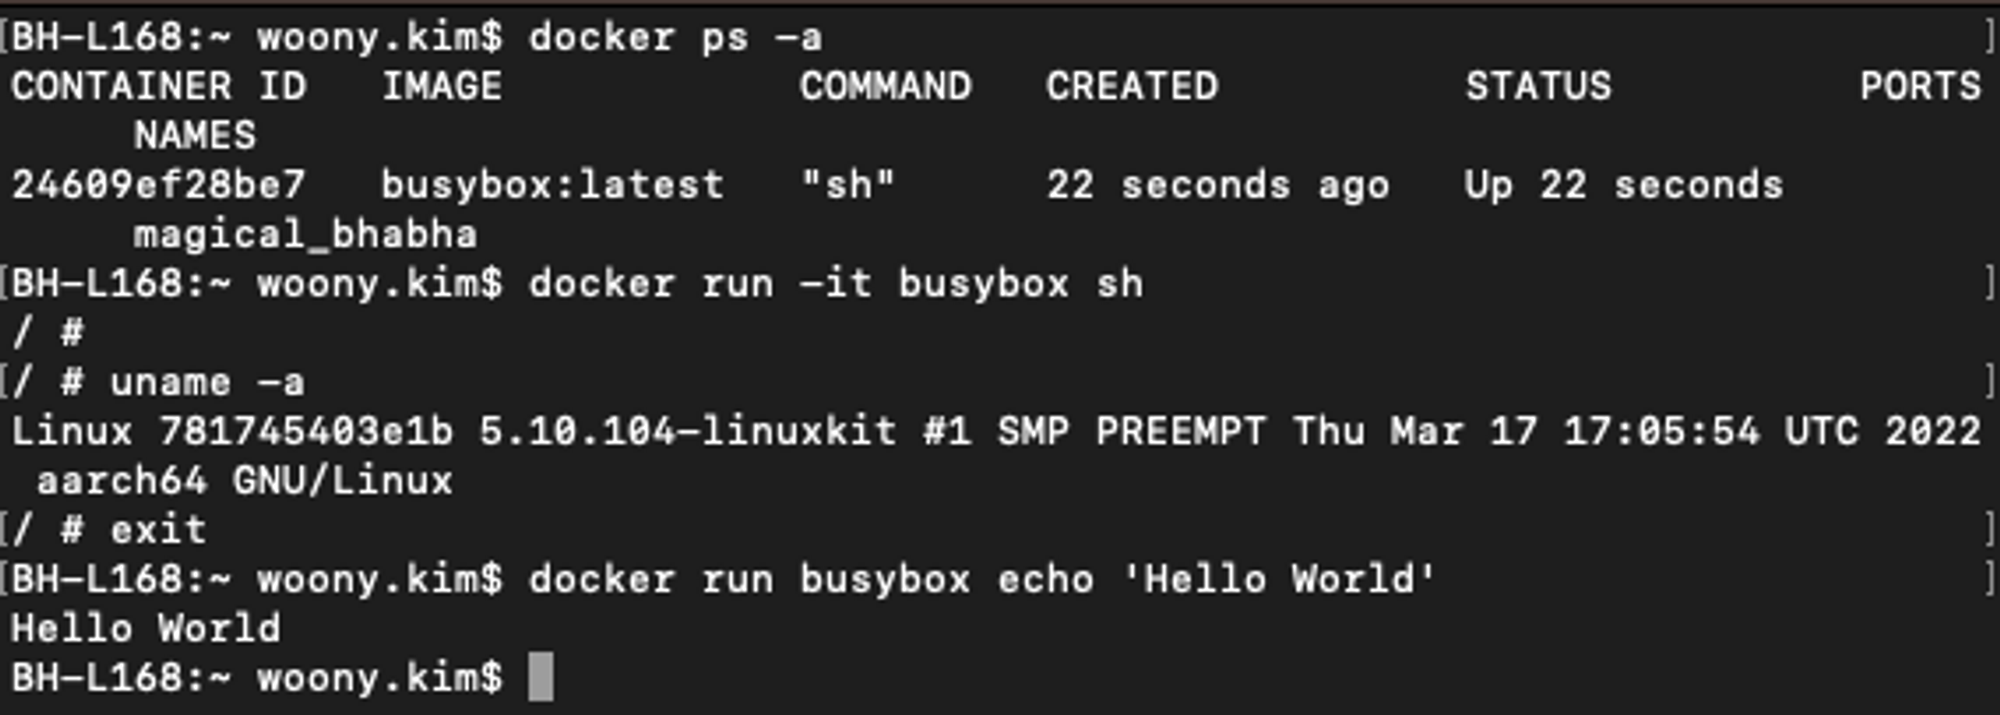 [BH-L168:~ woony.kim$ docker ps -a ]
CONTAINER ID   IMAGE            COMMAND   CREATED          STATUS          PORTS
     NAMES
24609ef28be7   busybox:latest   "sh"      22 seconds ago   Up 22 seconds
     magical_bhabha
[BH-L168:~ woony.kim$ docker run -it busybox sh ]
/ #
[/ # uname -a ]
Linux 781745403e1b 5.10.104-linuxkit #1 SMP PREEMPT Thu Mar 17 17:05:54 UTC 2022
 aarch64 GNU/Linux
[/ # exit ]
[BH-L168:~ woony.kim$ docker run busybox echo 'Hello World' ]
Hello World
BH-L168:~ woony.kim$